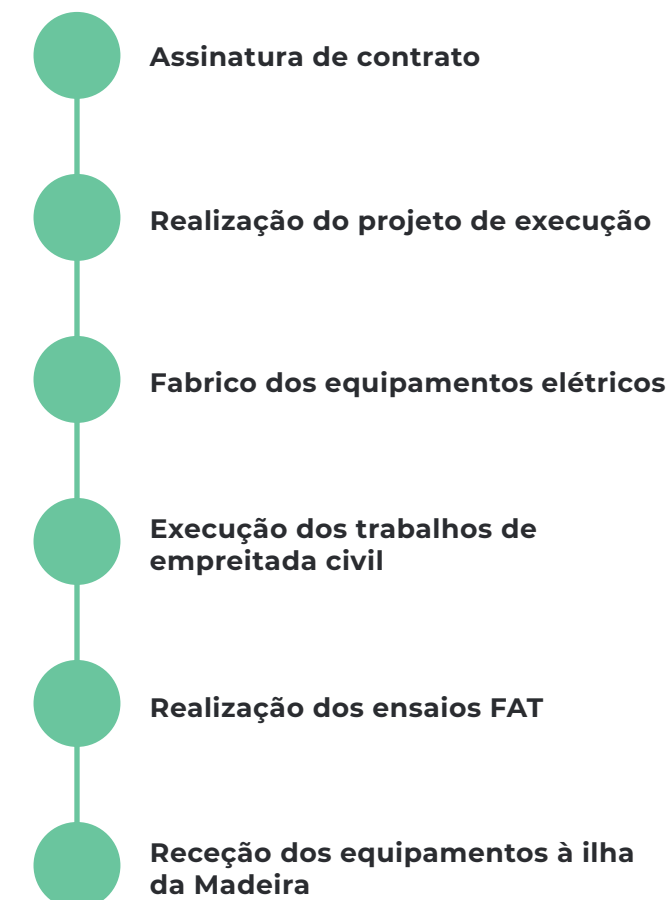 Assinatura de contrato
Realização do projeto de execução
Fabrico dos equipamentos elétricos
Execução dos trabalhos de
empreitada civil
Realização dos ensaios FAT
Receção dos equipamentos à ilha
da Madeira